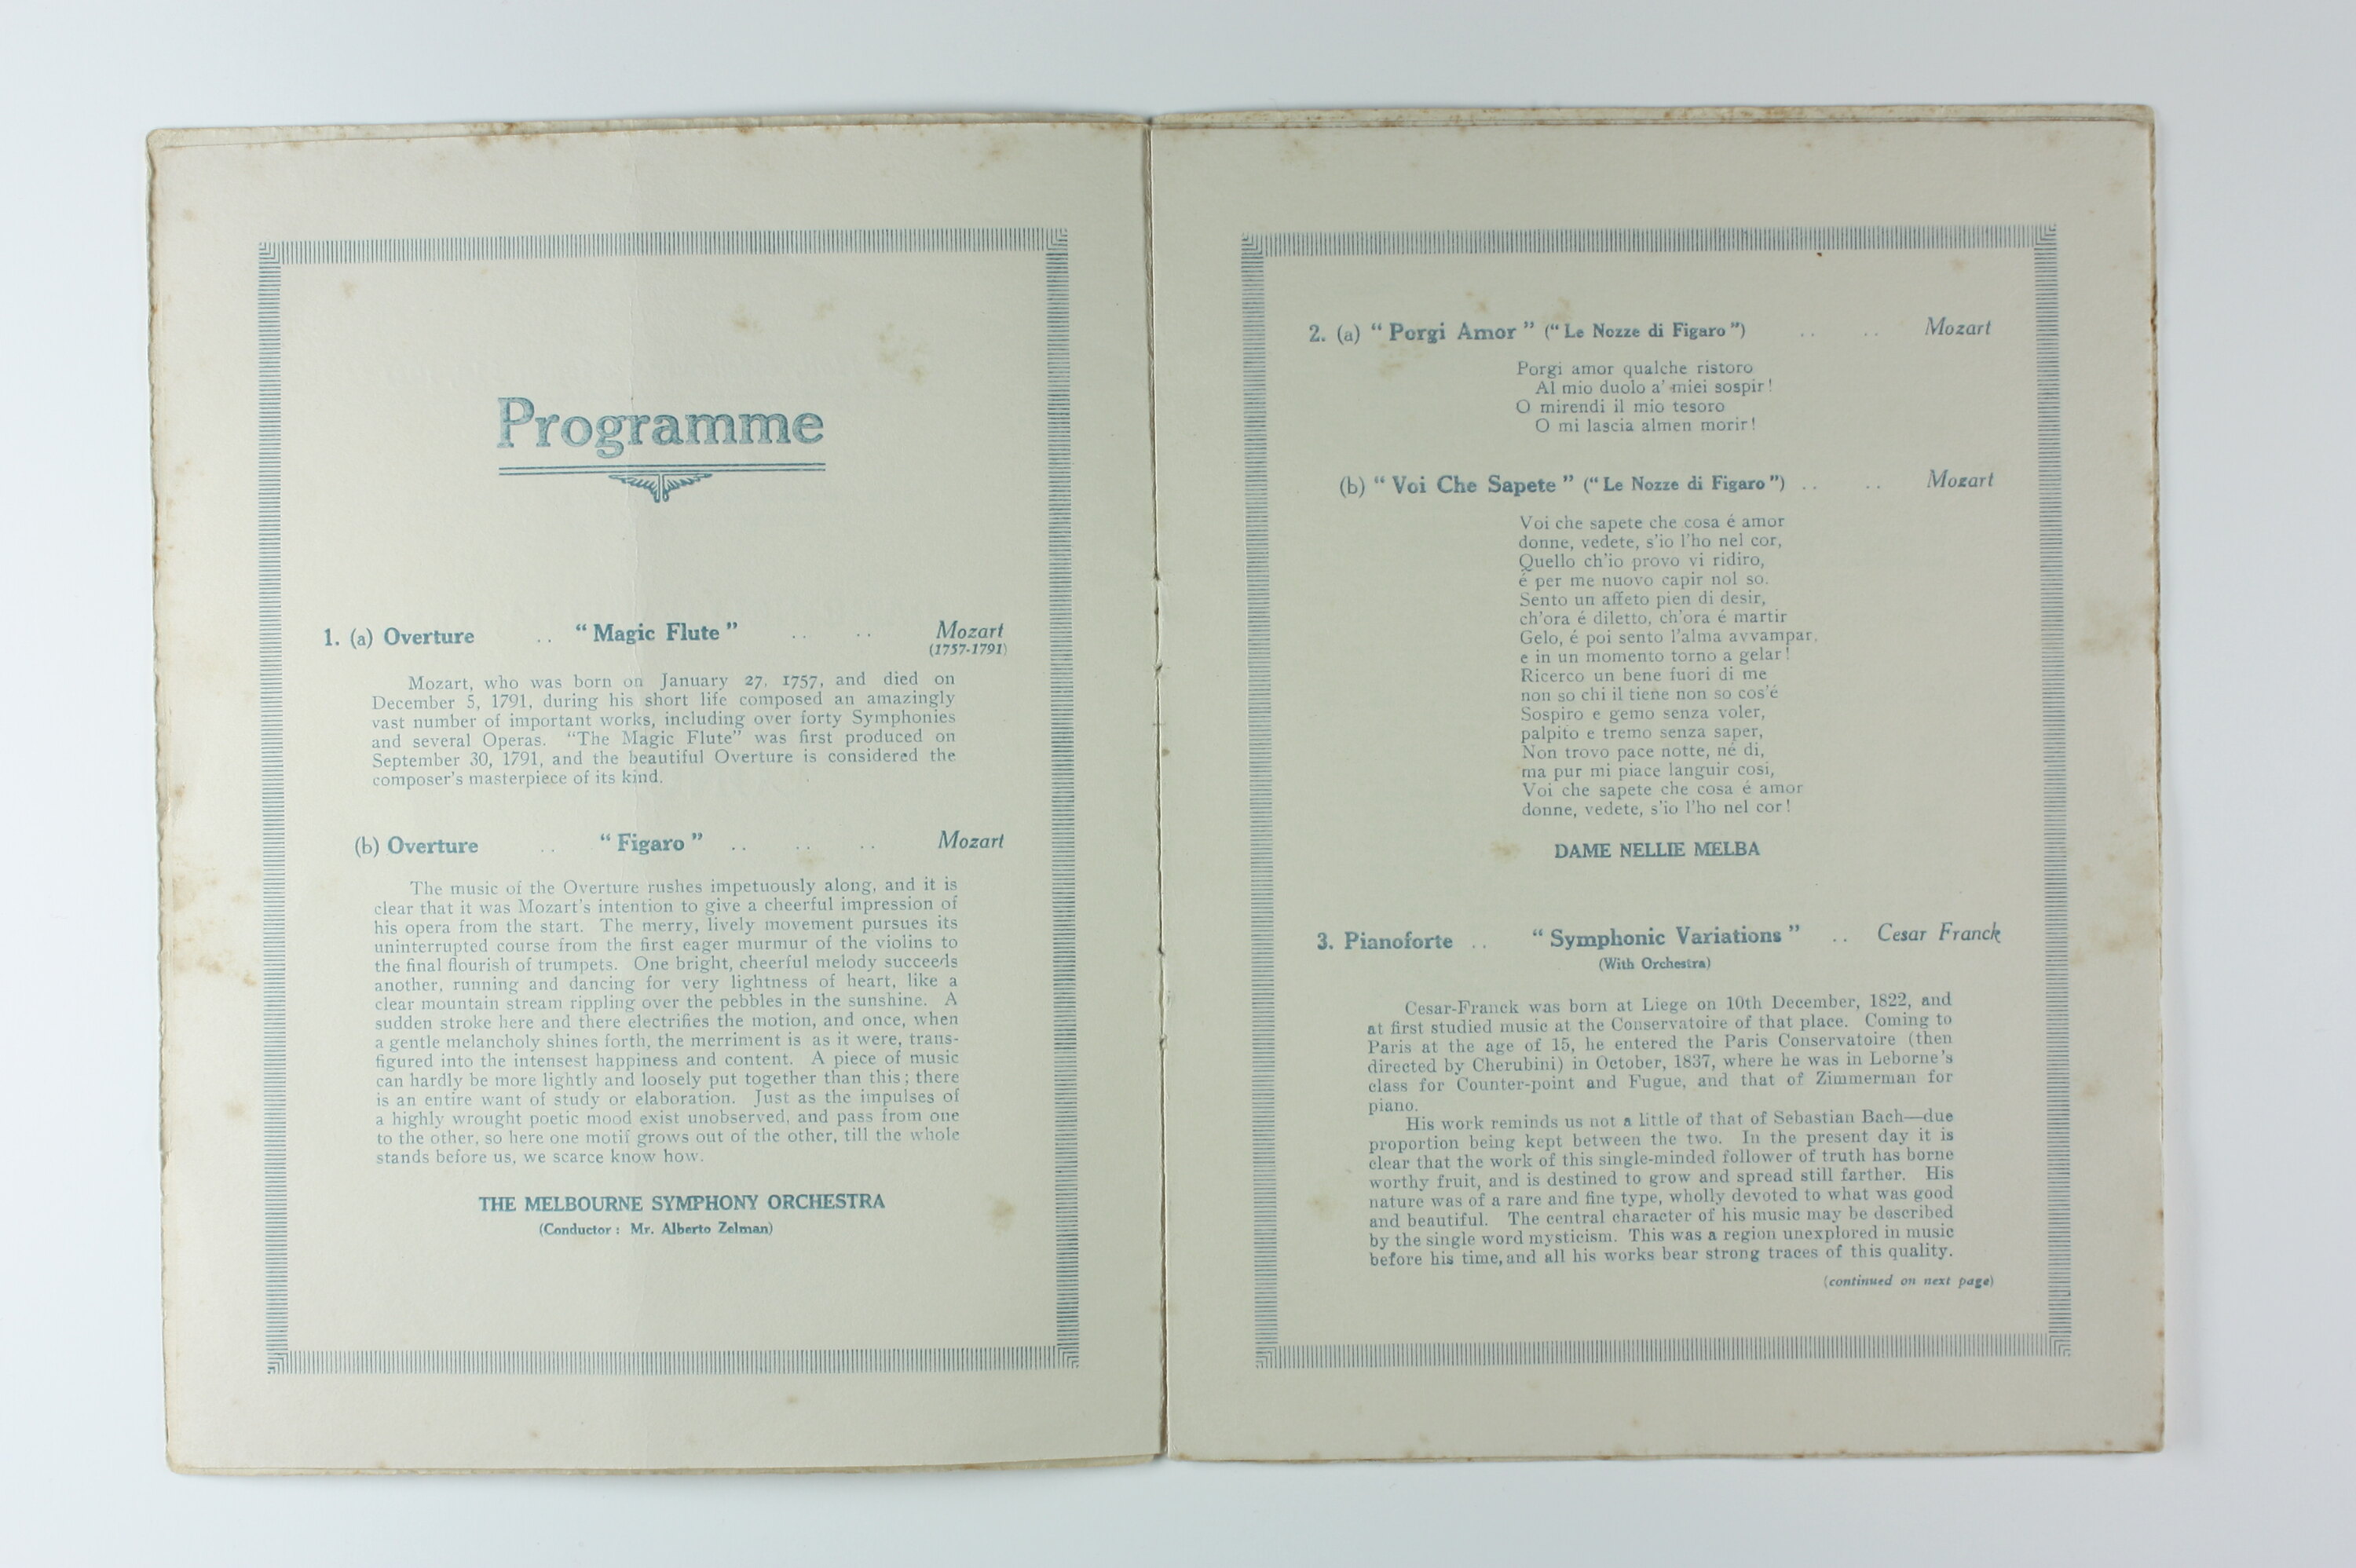 Programme
1. (a) Overture .. “Magic Flute” .. .. Mozart
(1757-1791)
Mozart, who was born on January 27, 1757, and died on
December 5, 1791, during his short life composed an amazingly
vast number of important works, including over forty Symphonies
and several Operas. “The Magic Flute” was first produced on
September 30, 1791, and the beautiful Overture is considered the
composer's masterpiece of its kind.
(b) Overture .. “Figaro” .. .. .. Mozart
The music of the Overture rushes impetuously along, and it is
clear that it was Mozart's intention to give a cheerful impression of
his opera from the start. The merry, lively movement pursues its
uninterrupted course from the first eager murmur of the violins to
the final flourish of trumpets. One bright, cheerful melody succeeds
another, running and dancing for very lightness of heart, like a
clear mountain stream rippling over the pebbles in the sunshine. A
sudden stroke here and there electrifies the motion, and once, when
a gentle melancholy shines forth, the merriment is as it were, trans-
figured into the intensest happiness and content. A piece of music
can hardly be more lightly and loosely put together than this; there
is an entire want of study or elaboration. Just as the impulses of
a highly wrought poetic mood exist unobserved, and pass from one
to the other, so here one motif grows out of the other, till the whole
stands before us, we scarce know how.
THE MELBOURNE SYMPHONY ORCHESTRA
(Conductor: Mr. Alberto Zelman)
2. (a) “Porgi Amor” (“Le Nozze di Figaro”) .. .. Mozart
Porgi amor qualche ristoro
Al mio duolo a' miei sospir!
O mirendi il mio tesoro
O mi lascia almen morir!
(b) “Voi Che Sapete” (“Le Nozze di Figaro”) .. .. Mozart
Voi che sapete che cosa é amor
donne, vedete, s'io l'ho nel cor,
Quello ch'io provo vi ridiro,
é per me nuovo capir nol so.
Sento un affeto pien di desir,
ch'ora é diletto, ch'ora é martir
Gelo, é poi sento l'alma avvampar,
e in un momento torno a gelar!
Ricerco un bene fuori di me
non so chi il tiene non so cos'é
Sospiro e gemo senza voler,
palpito e tremo senza saper,
Non trovo pace notte, né di,
ma pur mi piace languir cosi,
Voi che sapete che cosa é amor
donne, vedete, s'io l'ho nel cor!
DAME NELLIE MELBA
3. Pianoforte .. “Symphonic Variations” .. Cesar Franck
(With Orchestra)
Cesar-Franck was born at Liege on 10th December, 1822, and
at first studied music at the Conservatoire of that place. Coming to
Paris at the age of 15, he entered the Paris Conservatoire (then
directed by Cherubini) in October, 1837, where he was in Leborne's
class for Counter-point and Fugue, and that of Zimmerman for
piano.
His work reminds us not a little of that of Sebastian Bach—due
proportion being kept between the two. In the present day it is
clear that the work of this single-minded follower of truth has borne
worthy fruit, and is destined to grow and spread still farther. His
nature was of a rare and fine type, wholly devoted to what was good
and beautiful. The central character of his music may be described
by the single word mysticism. This was a region unexplored in music
before his time, and all his works bear strong traces of this quality.
(continued on next page)